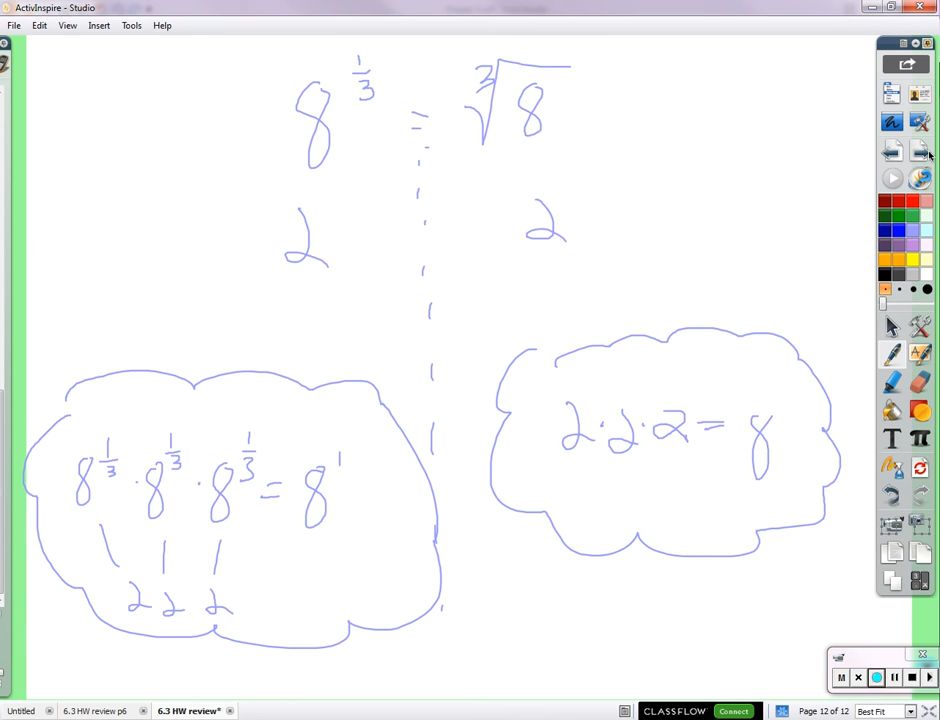 ActivInspire - Studio
File Edit View Insert Tools Help
8^{1/3} = ∛8
2 2
2 · 2 · 2 = 8
8^{1/3} · 8^{1/3} · 8^{1/3} = 8^1
2 2 2
M
Untitled 6.3 HW review p6 6.3 HW review* CLASSFLOW Connect Page 12 of 12 Best Fit